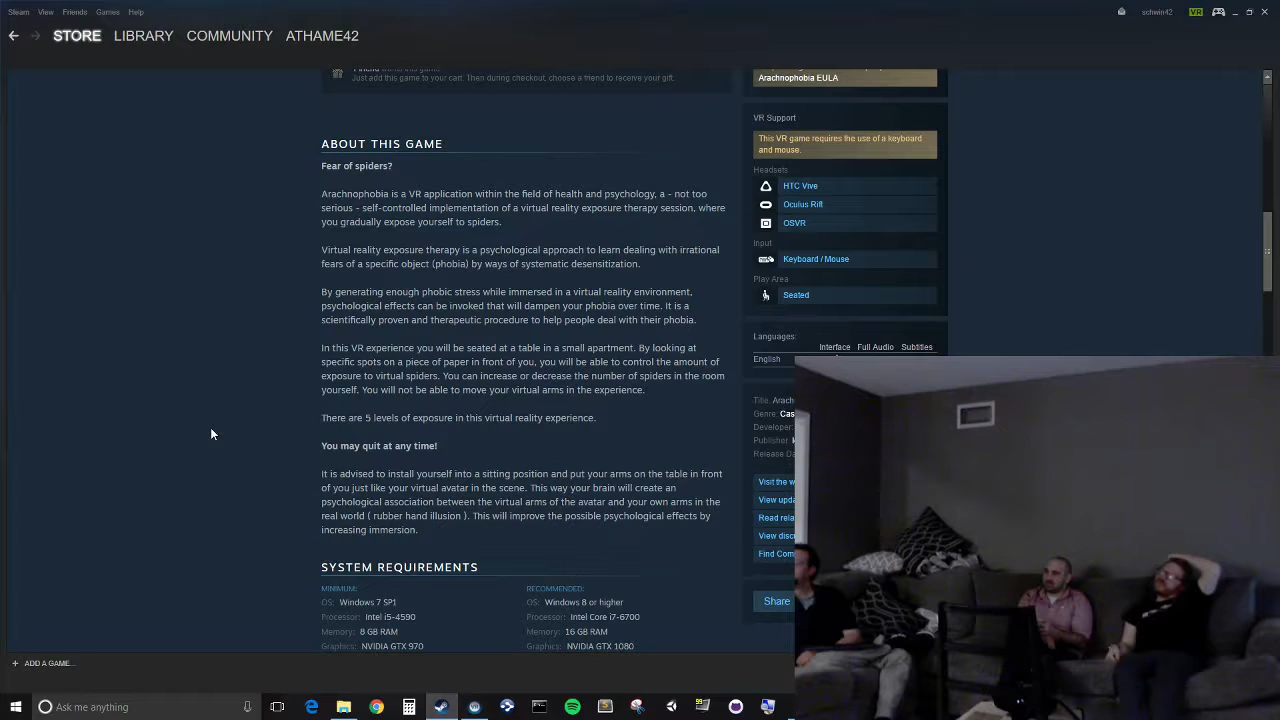 Steam View Friends Games Help
schwin42
VR
STORE LIBRARY COMMUNITY ATHAME42
Just add this game to your cart. Then during checkout, choose a friend to receive your gift.
Arachnophobia EULA
VR Support
This VR game requires the use of a keyboard
and mouse.
Headsets
HTC Vive
Oculus Rift
OSVR
Input
Keyboard / Mouse
Play Area
Seated
Languages:
Interface Full Audio Subtitles
English
Title: Arach
Genre: Cas
Developer:
Publisher
Release Da
Visit the w
View upda
Read rela
View disc
Find Com
Share
ABOUT THIS GAME
Fear of spiders?
Arachnophobia is a VR application within the field of health and psychology, a - not too
serious - self-controlled implementation of a virtual reality exposure therapy session, where
you gradually expose yourself to spiders.
Virtual reality exposure therapy is a psychological approach to learn dealing with irrational
fears of a specific object (phobia) by ways of systematic desensitization.
By generating enough phobic stress while immersed in a virtual reality environment,
psychological effects can be invoked that will dampen your phobia over time. It is a
scientifically proven and therapeutic procedure to help people deal with their phobia.
In this VR experience you will be seated at a table in a small apartment. By looking at
specific spots on a piece of paper in front of you, you will be able to control the amount of
exposure to virtual spiders. You can increase or decrease the number of spiders in the room
yourself. You will not be able to move your virtual arms in the experience.
There are 5 levels of exposure in this virtual reality experience.
You may quit at any time!
It is advised to install yourself into a sitting position and put your arms on the table in front
of you just like your virtual avatar in the scene. This way your brain will create an
psychological association between the virtual arms of the avatar and your own arms in the
real world ( rubber hand illusion ). This will improve the possible psychological effects by
increasing immersion.
SYSTEM REQUIREMENTS
MINIMUM:
OS: Windows 7 SP1
Processor: Intel i5-4590
Memory: 8 GB RAM
Graphics: NVIDIA GTX 970
RECOMMENDED:
OS: Windows 8 or higher
Processor: Intel Core i7-6700
Memory: 16 GB RAM
Graphics: NVIDIA GTX 1080
+ ADD A GAME...
Ask me anything